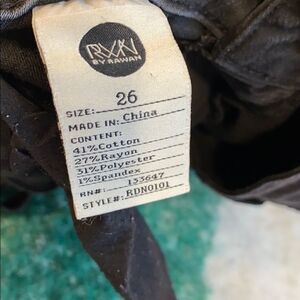 RVN
BY RAWAN
SIZE: 26
MADE IN: China
CONTENT:
41%Cotton
27%Rayon
31%Polyester
1%Spandex
RN#: 133647
STYLE#: RDN0101